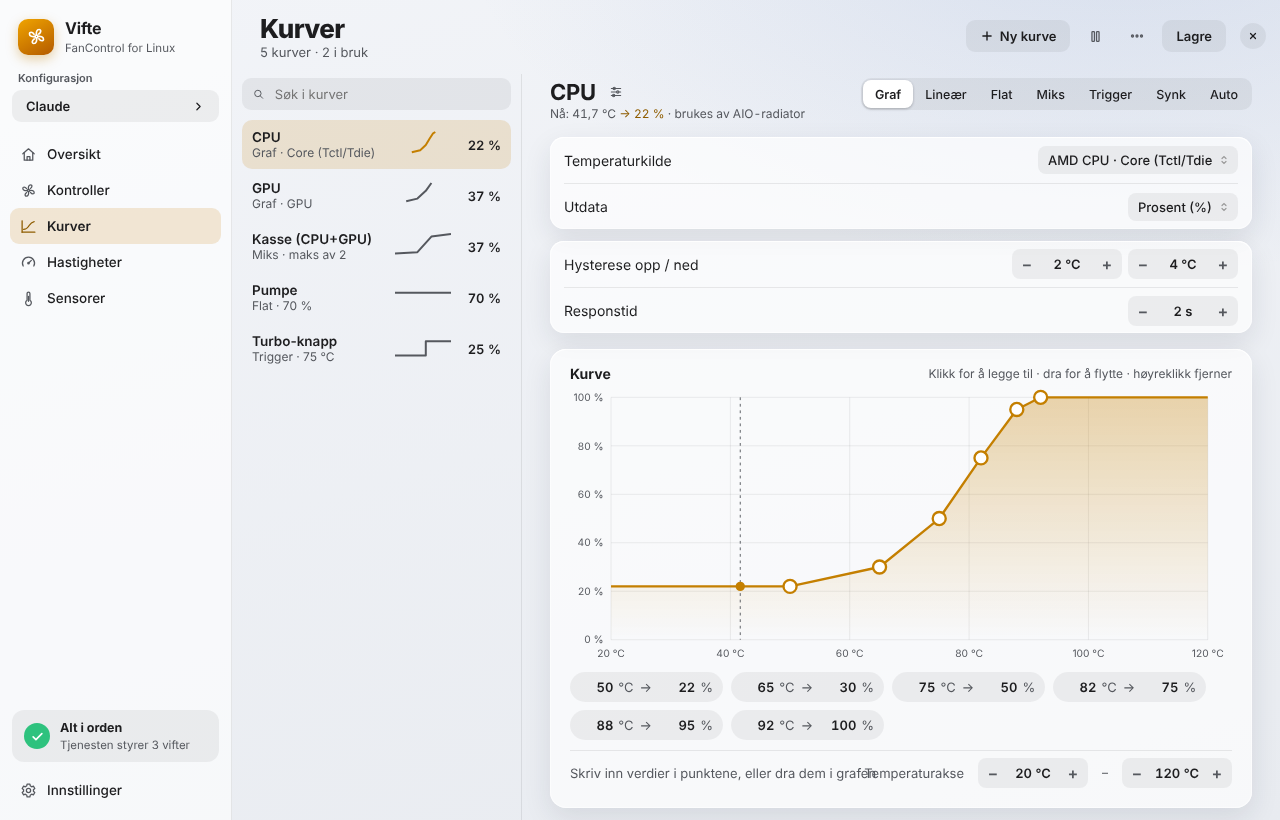 Vifte
FanControl for Linux
Konfigurasjon
Claude
Oversikt
Kontroller
Kurver
Hastigheter
Sensorer
Alt i orden
Tjenesten styrer 3 vifter
Innstillinger
Kurver
5 kurver · 2 i bruk
Ny kurve
Lagre
Søk i kurver
CPU
Graf · Core (Tctl/Tdie)
22 %
GPU
Graf · GPU
37 %
Kasse (CPU+GPU)
Miks · maks av 2
37 %
Pumpe
Flat · 70 %
70 %
Turbo-knapp
Trigger · 75 °C
25 %
CPU
Nå: 41,7 °C → 22 % · brukes av AIO-radiator
Graf Lineær Flat Miks Trigger Synk Auto
Temperaturkilde
AMD CPU · Core (Tctl/Tdie
Utdata
Prosent (%)
Hysterese opp / ned
− 2 °C + − 4 °C +
Responstid
− 2 s +
Kurve
Klikk for å legge til · dra for å flytte · høyreklikk fjerner
100 %
80 %
60 %
40 %
20 %
0 %
20 °C 40 °C 60 °C 80 °C 100 °C 120 °C
50 °C → 22 % 65 °C → 30 % 75 °C → 50 % 82 °C → 75 %
88 °C → 95 % 92 °C → 100 %
Skriv inn verdier i punktene, eller dra dem i grafen
Temperaturakse
− 20 °C + – − 120 °C +